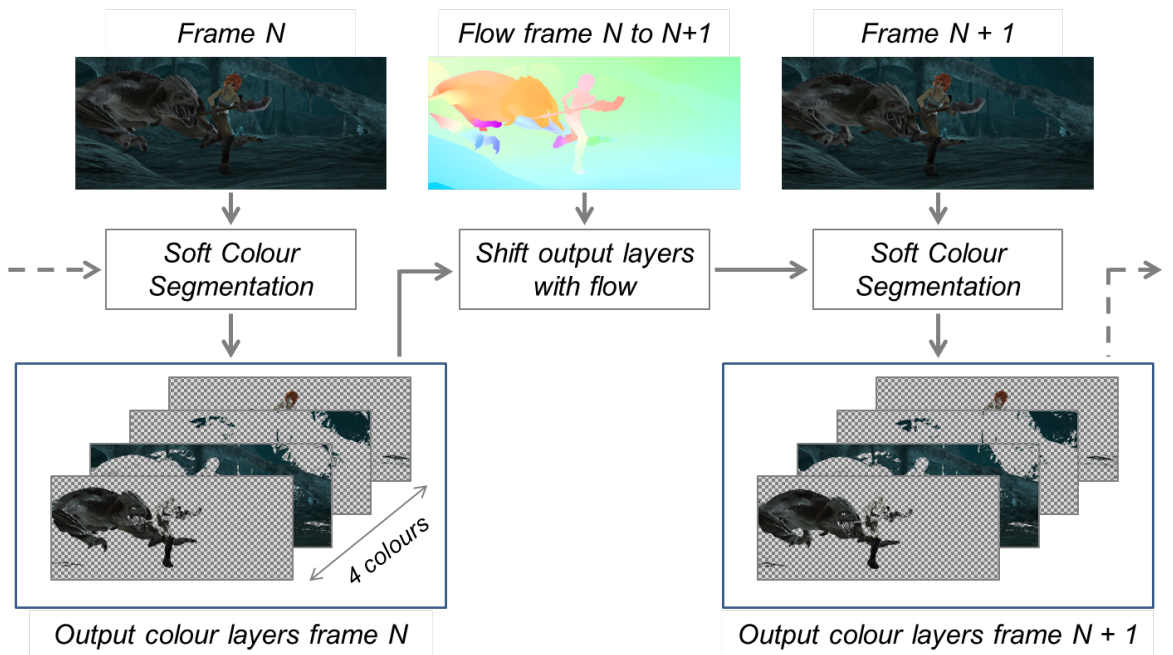 Frame N
Flow frame N to N+1
Frame N + 1
Soft Colour
Segmentation
Shift output layers
with flow
Soft Colour
Segmentation
4 colours
Output colour layers frame N
Output colour layers frame N + 1